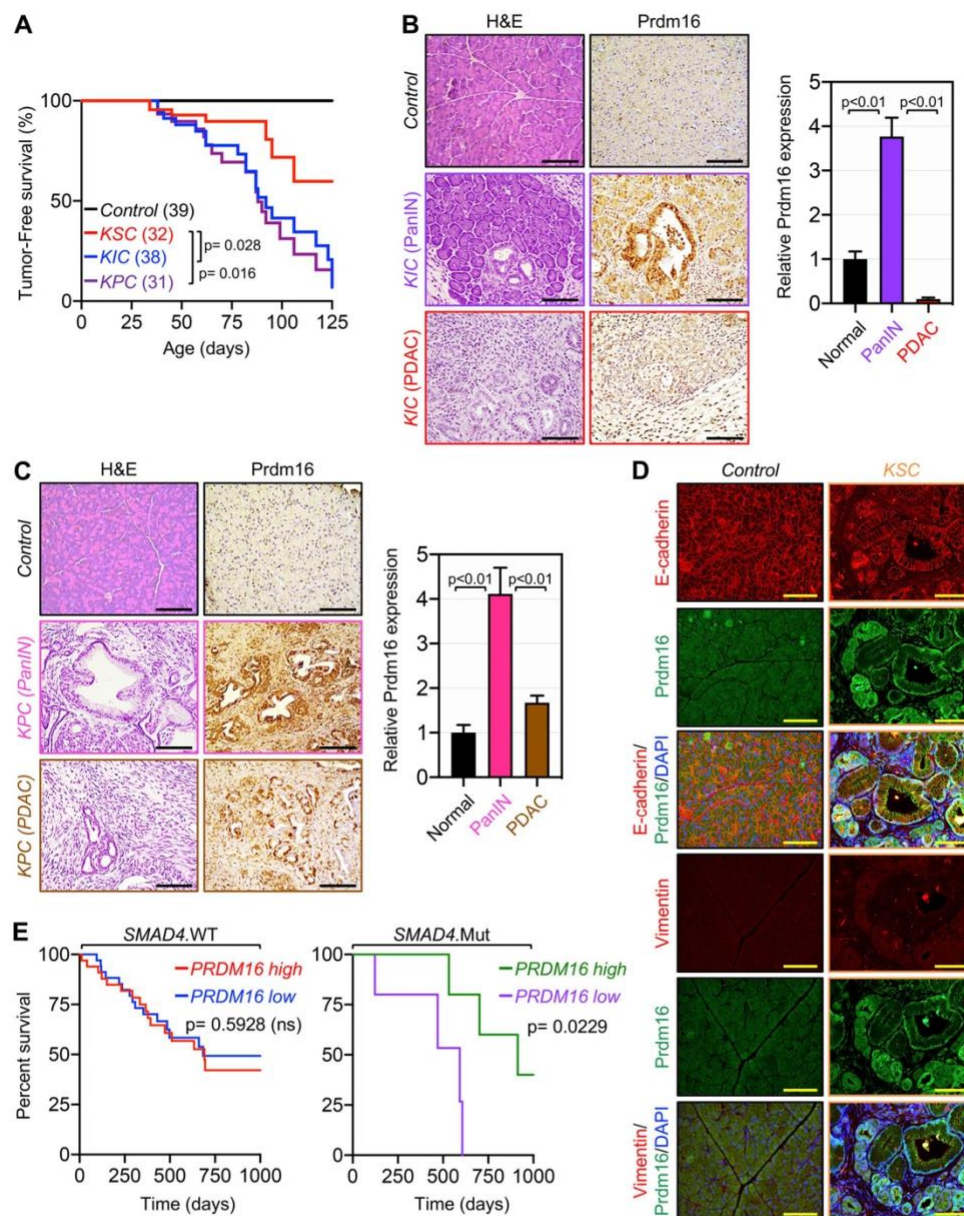 A
Tumor-Free survival (%)
100
50
0
Control (39)
KSC (32)
KIC (38)
KPC (31)
p= 0.028
p= 0.016
0 25 50 75 100 125
Age (days)
B
H&E Prdm16
Control
KIC (PanIN)
KIC (PDAC)
Relative Prdm16 expression
5
4
3
2
1
0
p<0.01 p<0.01
Normal PanIN PDAC
C
H&E Prdm16
Control
KPC (PanIN)
KPC (PDAC)
Relative Prdm16 expression
5
4
3
2
1
0
p<0.01 p<0.01
Normal PanIN PDAC
D
Control KSC
E-cadherin
Prdm16
E-cadherin/
Prdm16/DAPI
Vimentin
Prdm16
Vimentin/
Prdm16/DAPI
E
SMAD4.WT
Percent survival
100
75
50
25
0
PRDM16 high
PRDM16 low
p= 0.5928 (ns)
0 250 500 750 1000
Time (days)
SMAD4.Mut
100
75
50
25
0
PRDM16 high
PRDM16 low
p= 0.0229
0 250 500 750 1000
Time (days)